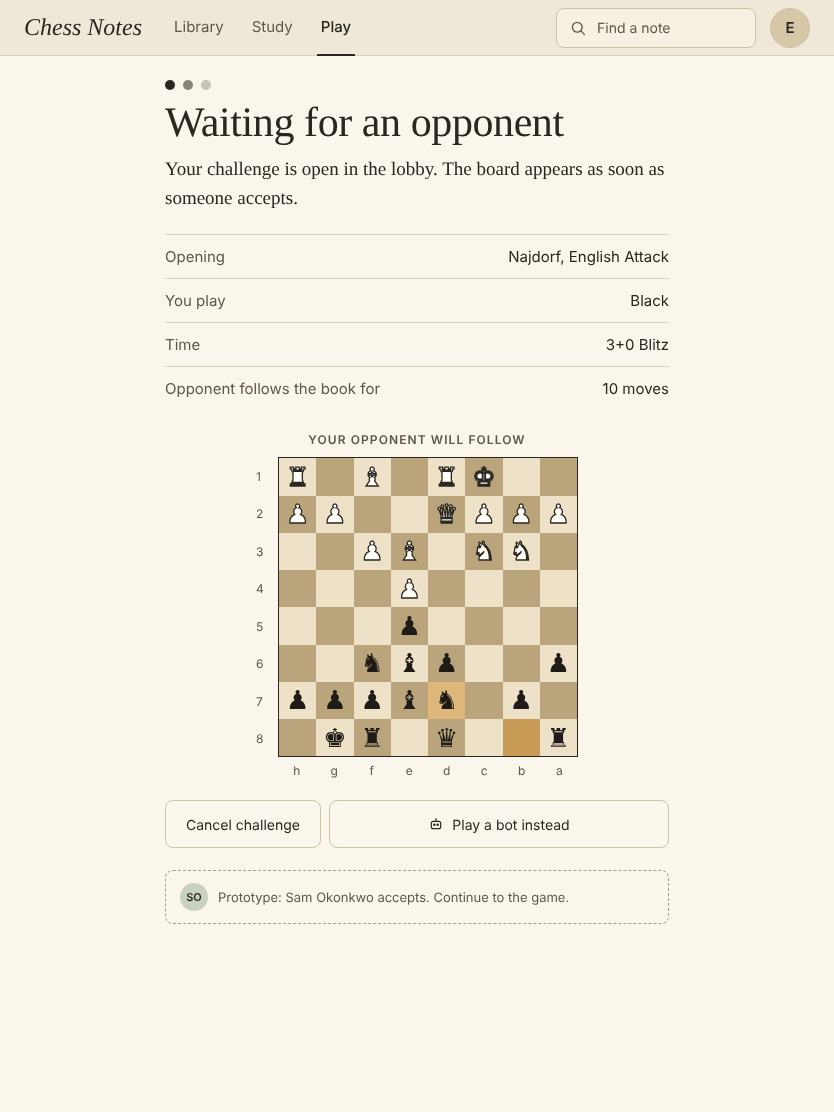 Chess Notes Library Study Play Find a note E
Waiting for an opponent
Your challenge is open in the lobby. The board appears as soon as
someone accepts.
Opening Najdorf, English Attack
You play Black
Time 3+0 Blitz
Opponent follows the book for 10 moves
YOUR OPPONENT WILL FOLLOW
1
2
3
4
5
6
7
8
h g f e d c b a
Cancel challenge Play a bot instead
SO Prototype: Sam Okonkwo accepts. Continue to the game.